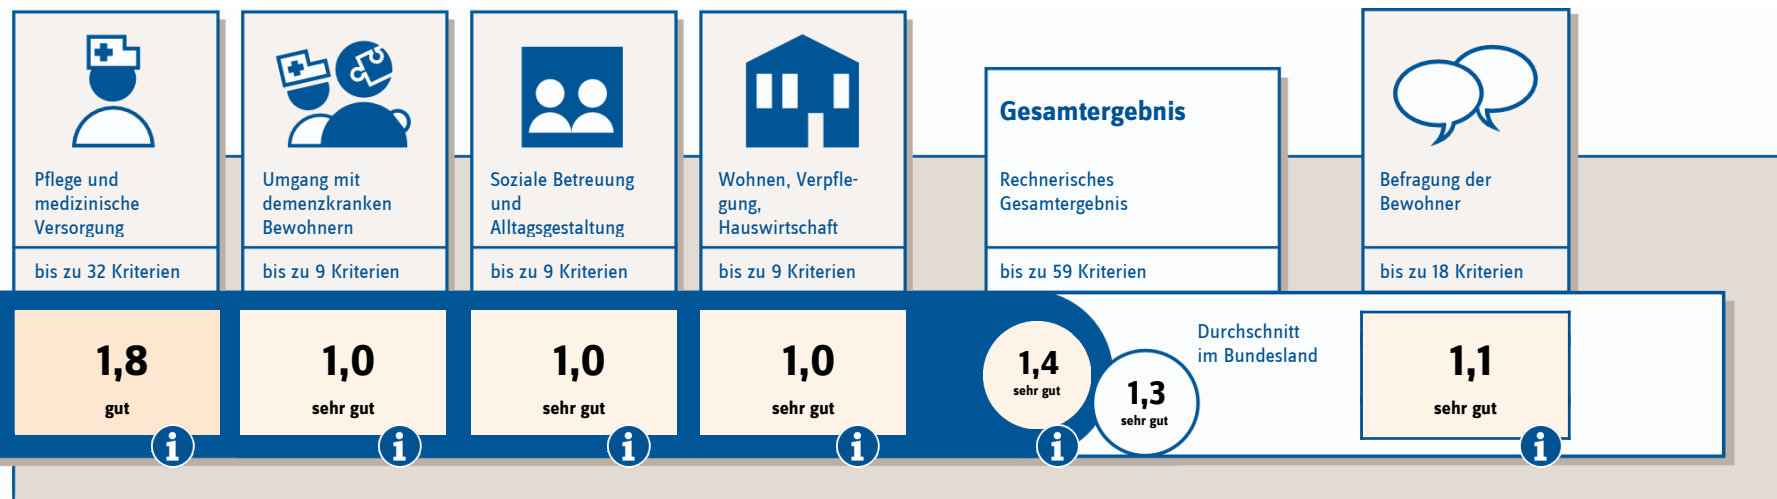 Pflege und
medizinische
Versorgung
bis zu 32 Kriterien
1,8
gut
Umgang mit
demenzkranken
Bewohnern
bis zu 9 Kriterien
1,0
sehr gut
Soziale Betreuung
und
Alltagsgestaltung
bis zu 9 Kriterien
1,0
sehr gut
Wohnen, Verpfle-
gung,
Hauswirtschaft
bis zu 9 Kriterien
1,0
sehr gut
Gesamtergebnis
Rechnerisches
Gesamtergebnis
bis zu 59 Kriterien
1,4
sehr gut
1,3
sehr gut
Durchschnitt
im Bundesland
Befragung der
Bewohner
bis zu 18 Kriterien
1,1
sehr gut